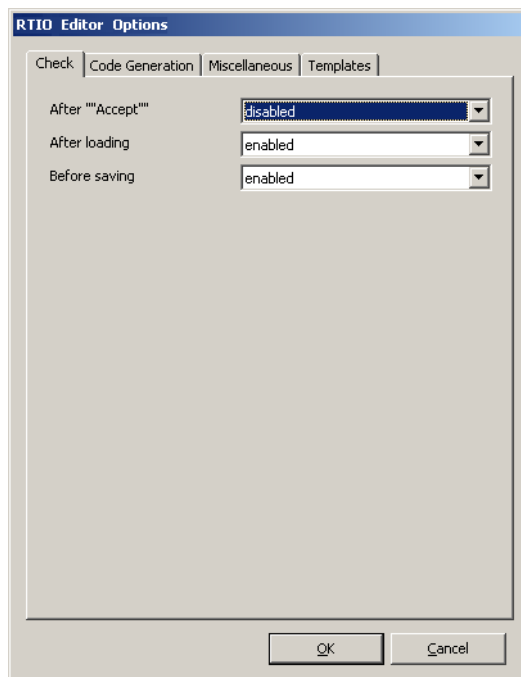 RTIO Editor Options
Check Code Generation Miscellaneous Templates
After ""Accept"" disabled
After loading enabled
Before saving enabled
OK Cancel